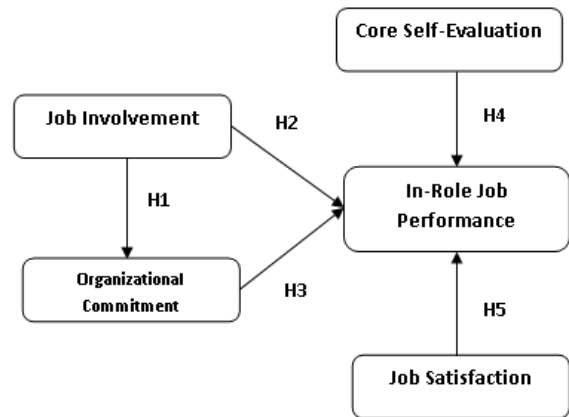 Core Self-Evaluation
Job Involvement
H2
H4
In-Role Job
Performance
H1
Organizational
Commitment
H3
H5
Job Satisfaction